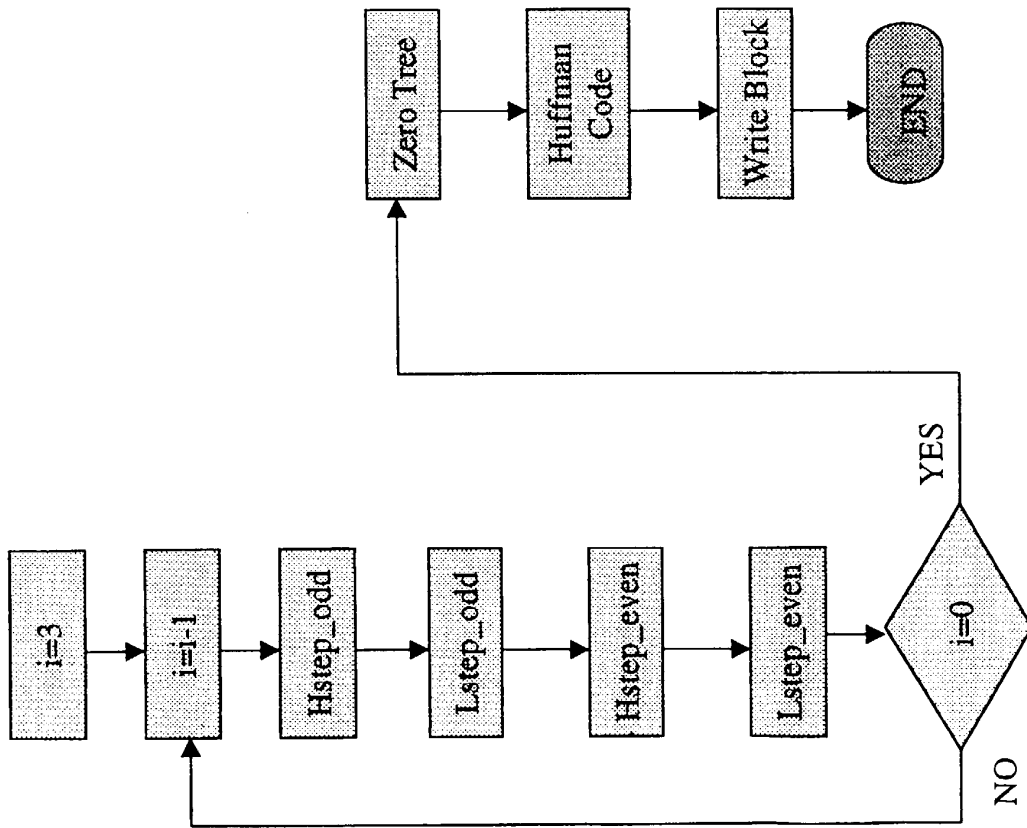 i=3
i=i-1
Hstep_odd
Lstep_odd
Hstep_even
Lstep_even
i=0
NO
YES
Zero Tree
Huffman
Code
Write Block
END